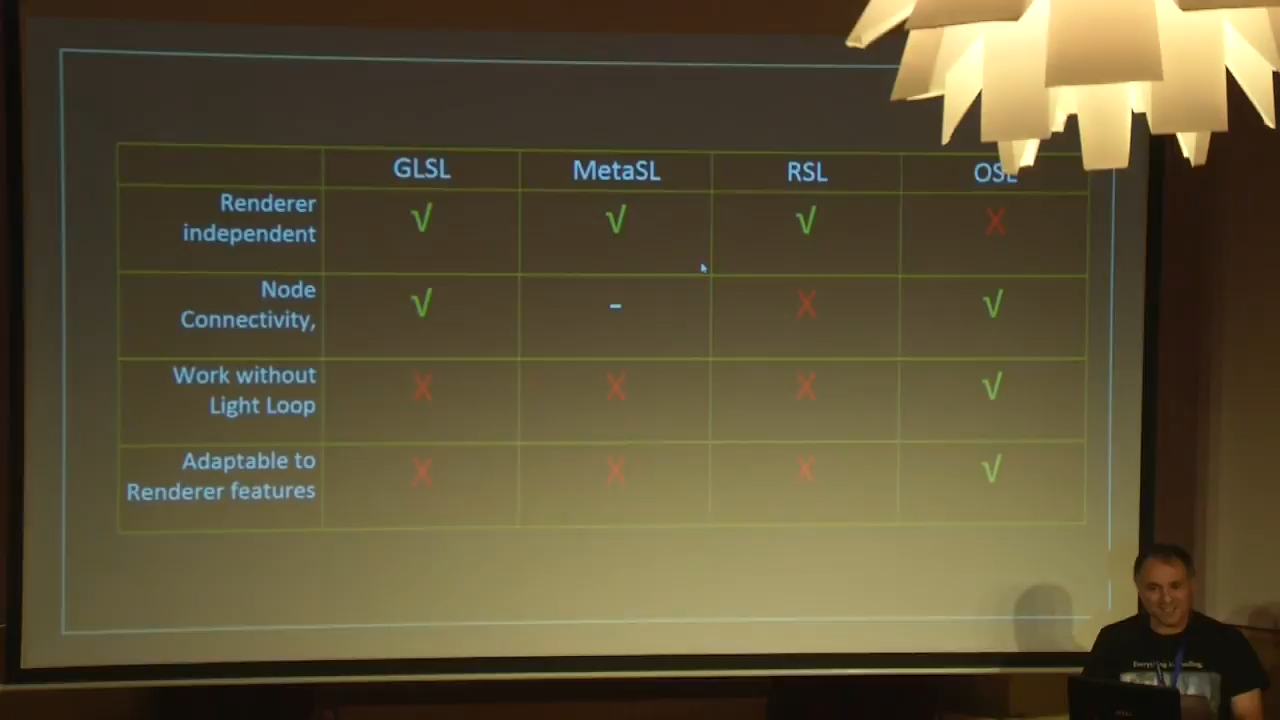 GLSL MetaSL RSL OSL
Renderer
independent √ √ √ X
Node
Connectivity, √ - X √
Work without
Light Loop X X X √
Adaptable to
Renderer features X X X √